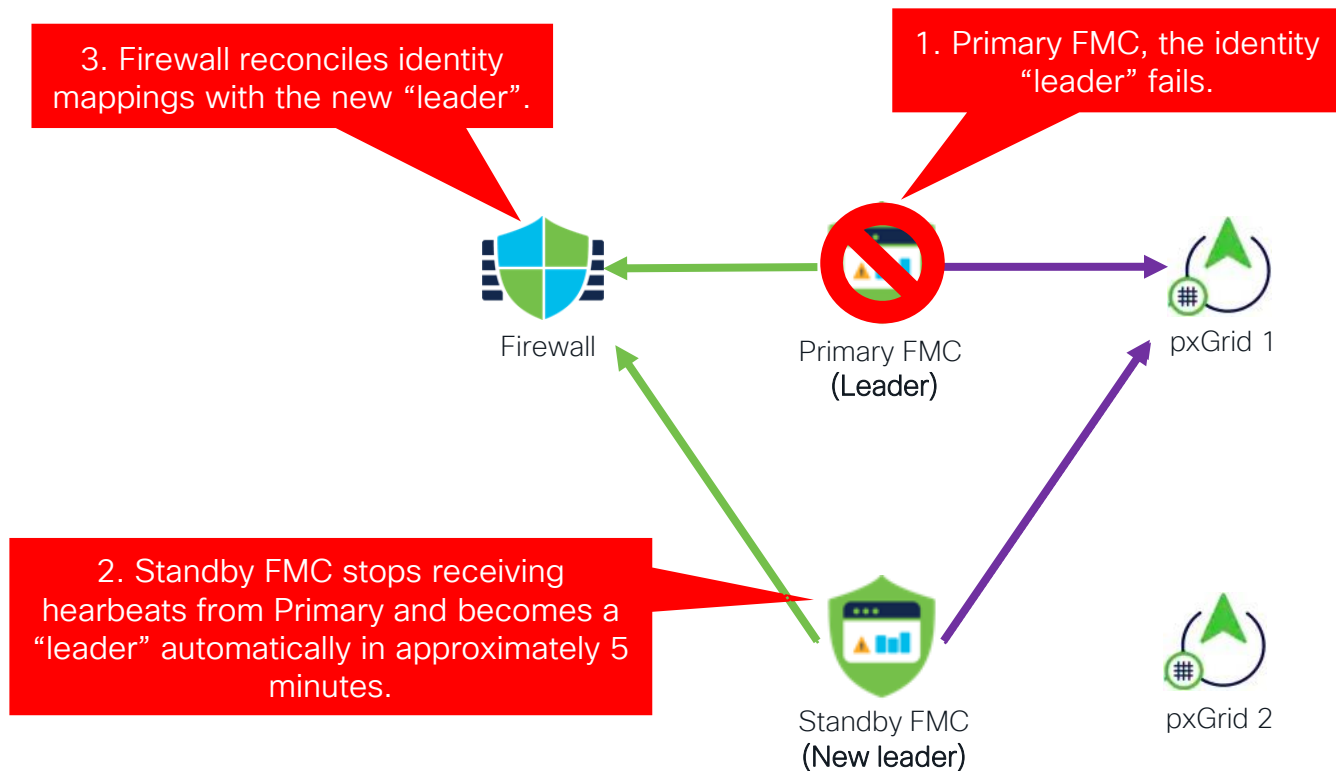 3. Firewall reconciles identity
mappings with the new “leader”.
1. Primary FMC, the identity
“leader” fails.
Firewall
Primary FMC
(Leader)
pxGrid 1
2. Standby FMC stops receiving
hearbeats from Primary and becomes a
“leader” automatically in approximately 5
minutes.
Standby FMC
(New leader)
pxGrid 2